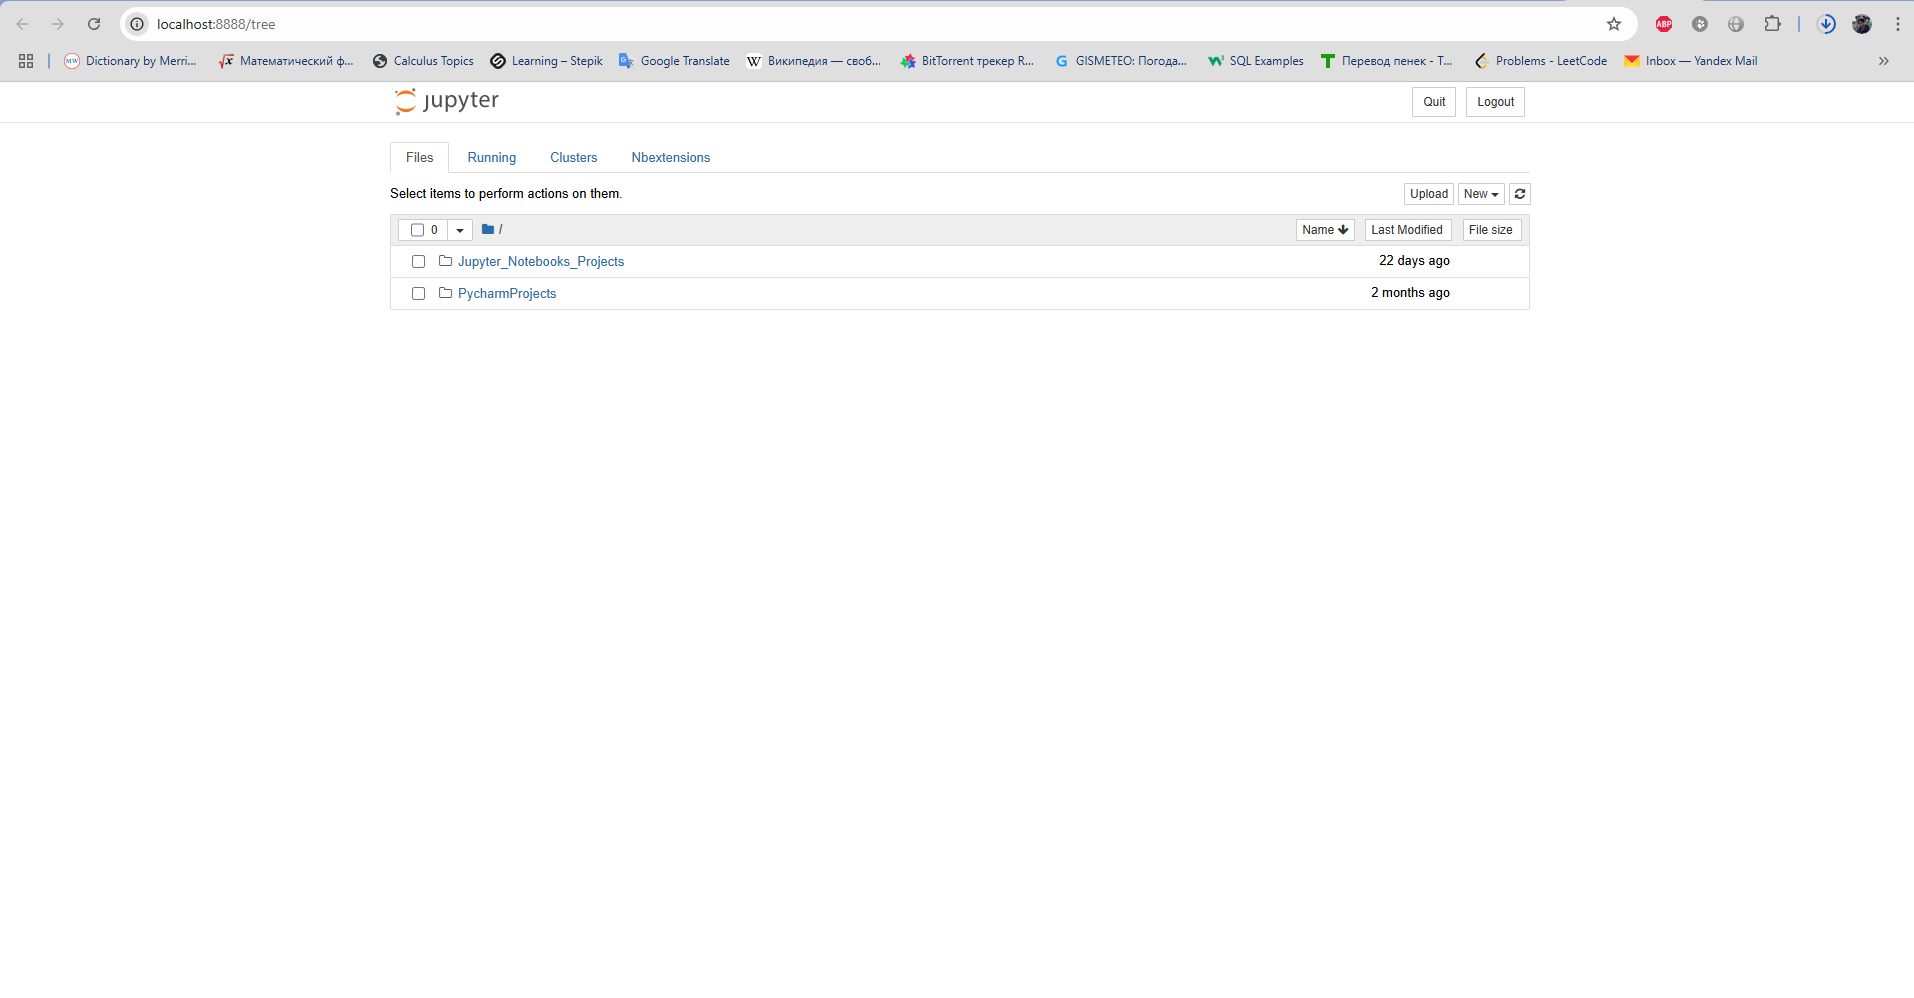 localhost:8888/tree
ABP
MW Dictionary by Merri... Математический ф... Calculus Topics Learning – Stepik Google Translate W Википедия — своб... BitTorrent трекер R... G GISMETEO: Погода... SQL Examples T Перевод пенек - T... Problems - LeetCode Inbox — Yandex Mail »
jupyter Quit Logout
Files Running Clusters Nbextensions
Select items to perform actions on them. Upload New
0 / Name Last Modified File size
Jupyter_Notebooks_Projects 22 days ago
PycharmProjects 2 months ago